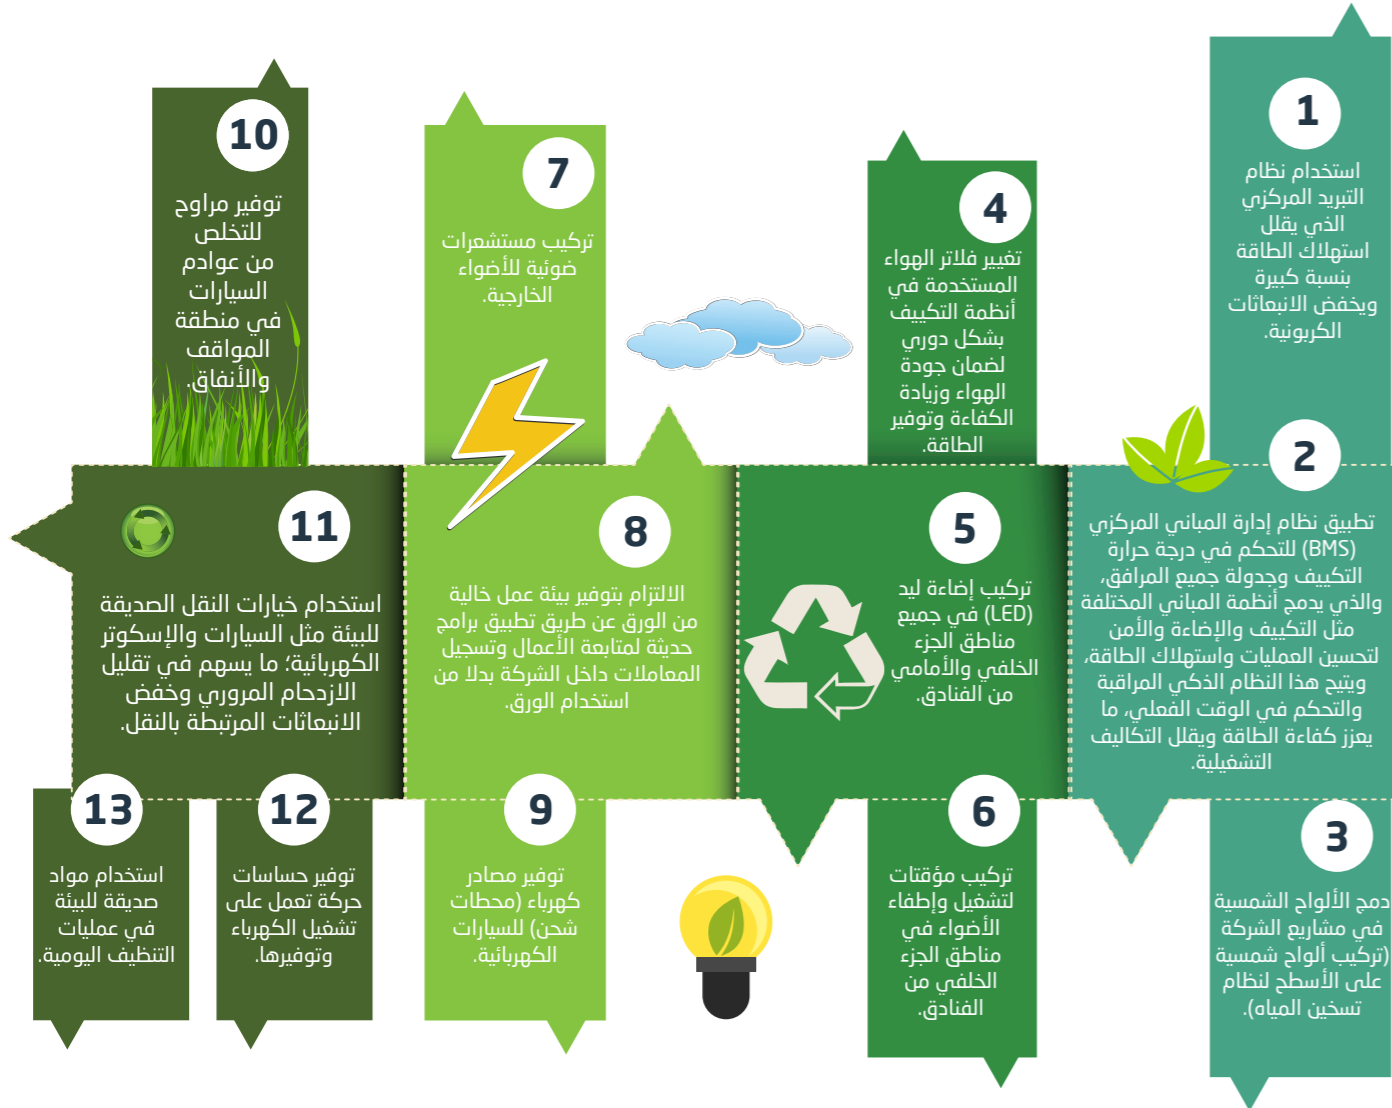 1
استخدام نظام
التبريد المركزي
الذي يقلل
استهلاك الطاقة
بنسبة كبيرة
ويخفض الانبعاثات
الكربونية.
2
تطبيق نظام إدارة المباني المركزي
(BMS) للتحكم في درجة حرارة
التكييف وجدولة جميع المرافق،
والذي يدمج أنظمة المباني المختلفة
مثل التكييف والإضاءة والأمن
لتحسين العمليات واستهلاك الطاقة،
ويتيح هذا النظام الذكي المراقبة
والتحكم في الوقت الفعلي، ما
يعزز كفاءة الطاقة ويقلل التكاليف
التشغيلية.
3
دمج الألواح الشمسية
في مشاريع الشركة
(تركيب ألواح شمسية
على الأسطح لنظام
تسخين المياه).
4
تغيير فلاتر الهواء
المستخدمة في
أنظمة التكييف
بشكل دوري
لضمان جودة
الهواء وزيادة
الكفاءة وتوفير
الطاقة.
5
تركيب إضاءة ليد
(LED) في جميع
مناطق الجزء
الخلفي والأمامي
من الفنادق.
6
تركيب مؤقتات
لتشغيل وإطفاء
الأضواء في
مناطق الجزء
الخلفي من
الفنادق.
7
تركيب مستشعرات
ضوئية للأضواء
الخارجية.
8
الالتزام بتوفير بيئة عمل خالية
من الورق عن طريق تطبيق برامج
حديثة لمتابعة الأعمال وتسجيل
المعاملات داخل الشركة بدلا من
استخدام الورق.
9
توفير مصادر
كهرباء (محطات
شحن) للسيارات
الكهربائية.
10
توفير مراوح
للتخلص
من عوادم
السيارات
في منطقة
المواقف
والأنفاق.
11
استخدام خيارات النقل الصديقة
للبيئة مثل السيارات والإسكوتر
الكهربائية؛ ما يسهم في تقليل
الازدحام المروري وخفض
الانبعاثات المرتبطة بالنقل.
12
توفير حساسات
حركة تعمل على
تشغيل الكهرباء
وتوفيرها.
13
استخدام مواد
صديقة للبيئة
في عمليات
التنظيف اليومية.